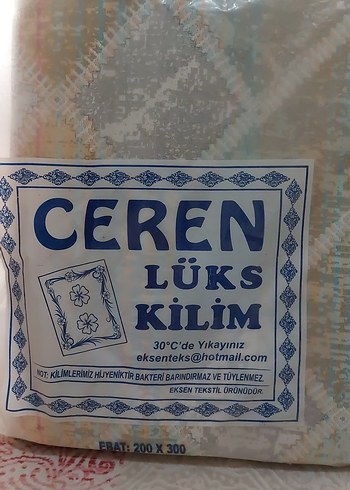 CEREN
LÜKS
KİLİM
30°C'de Yıkayınız
eksenteks@hotmail.com
NOT: KİLİMLERİMİZ HİJYENİKTİR BAKTERİ BARINDIRMAZ VE TÜYLENMEZ.
EKSEN TEKSTİL ÜRÜNÜDÜR.
EBAT: 200 X 300